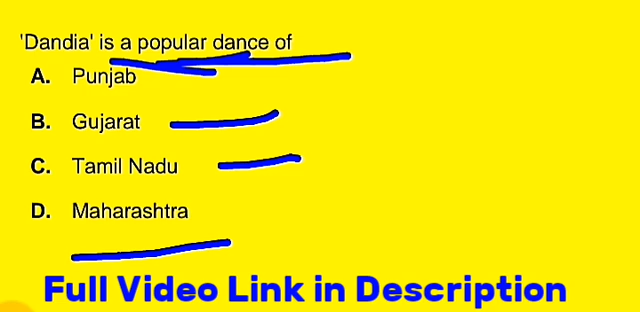 'Dandia' is a popular dance of
A. Punjab
B. Gujarat
C. Tamil Nadu
D. Maharashtra
Full Video Link in Description